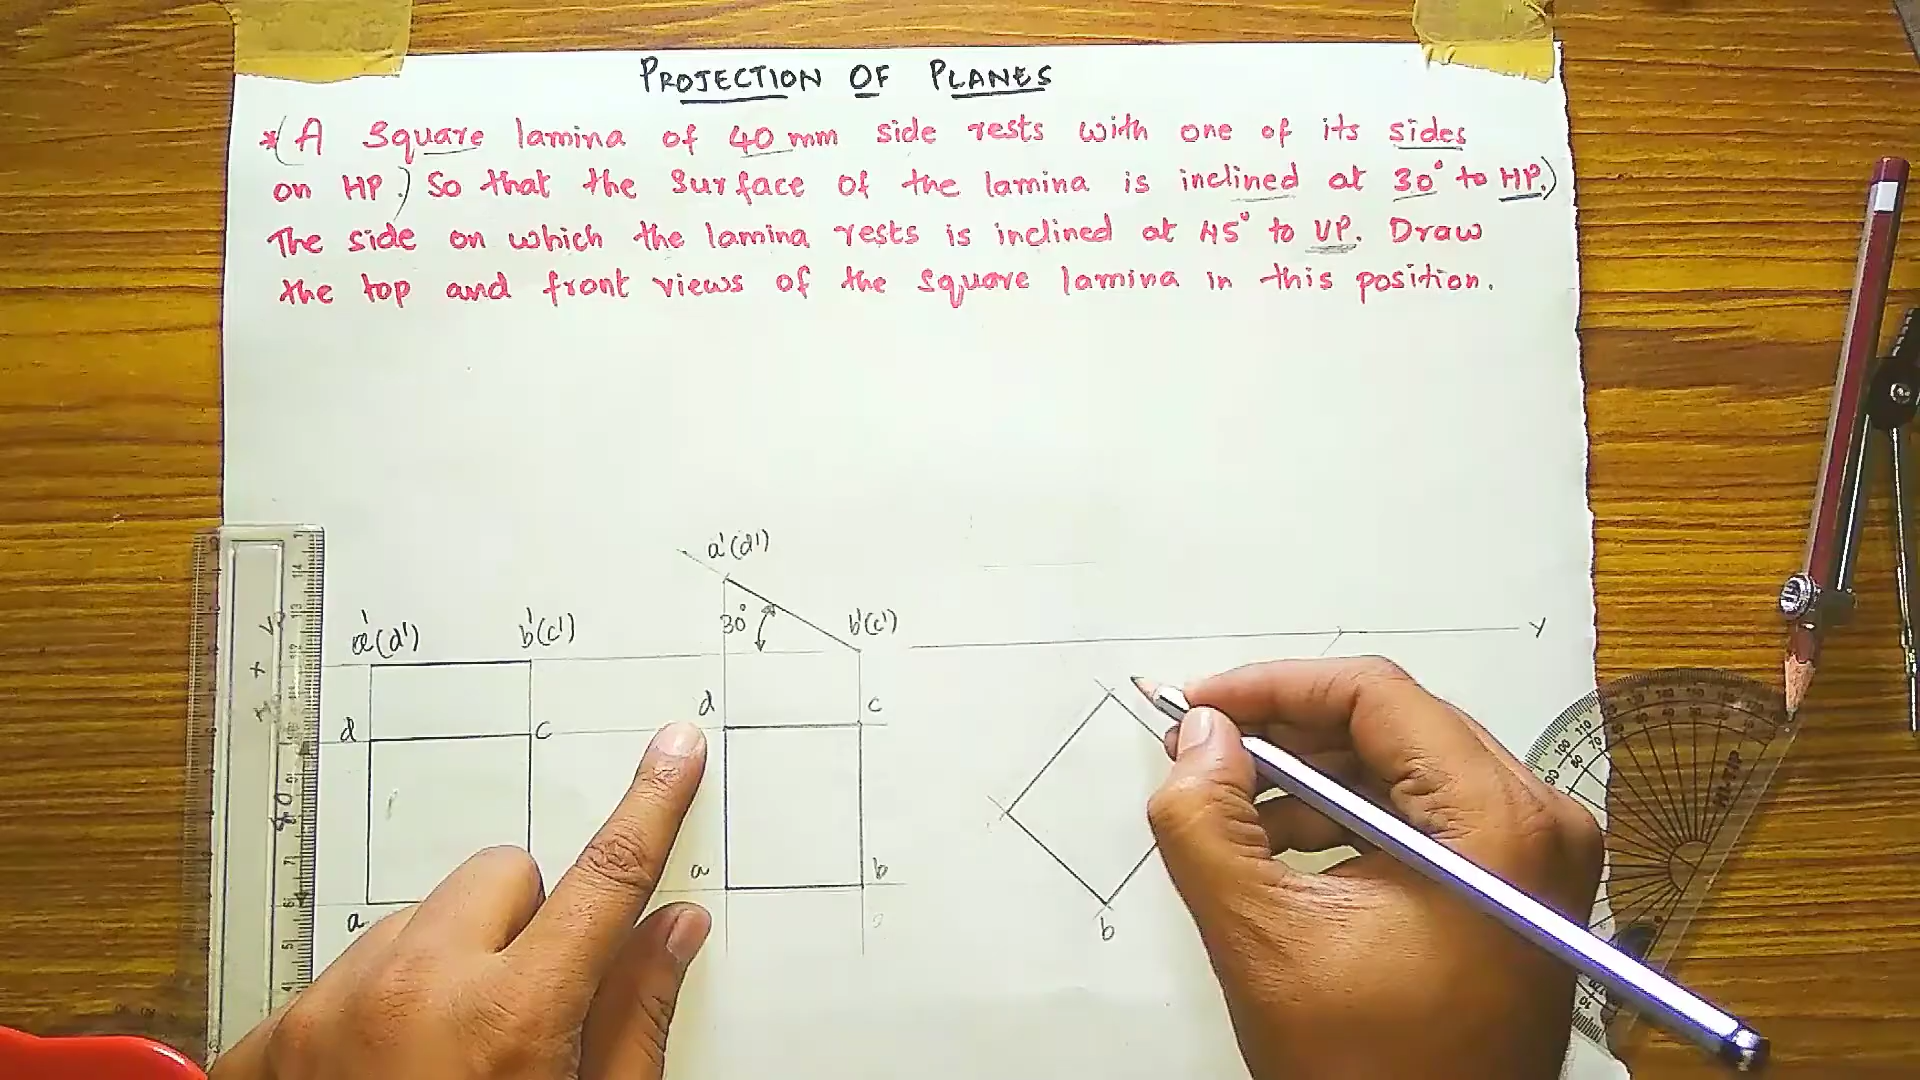 PROJECTION OF PLANES
*(A Square lamina of 40 mm side rests with one of its sides
on HP.) So that the Surface of the lamina is inclined at 30° to HP.)
The side on which the lamina rests is inclined at 45° to VP. Draw
the top and front views of the square lamina in this position.
a'(d')
30°
a'(d') b'(c') b'(c') Y
VP
d c d c
a b
a b
HI-TIP